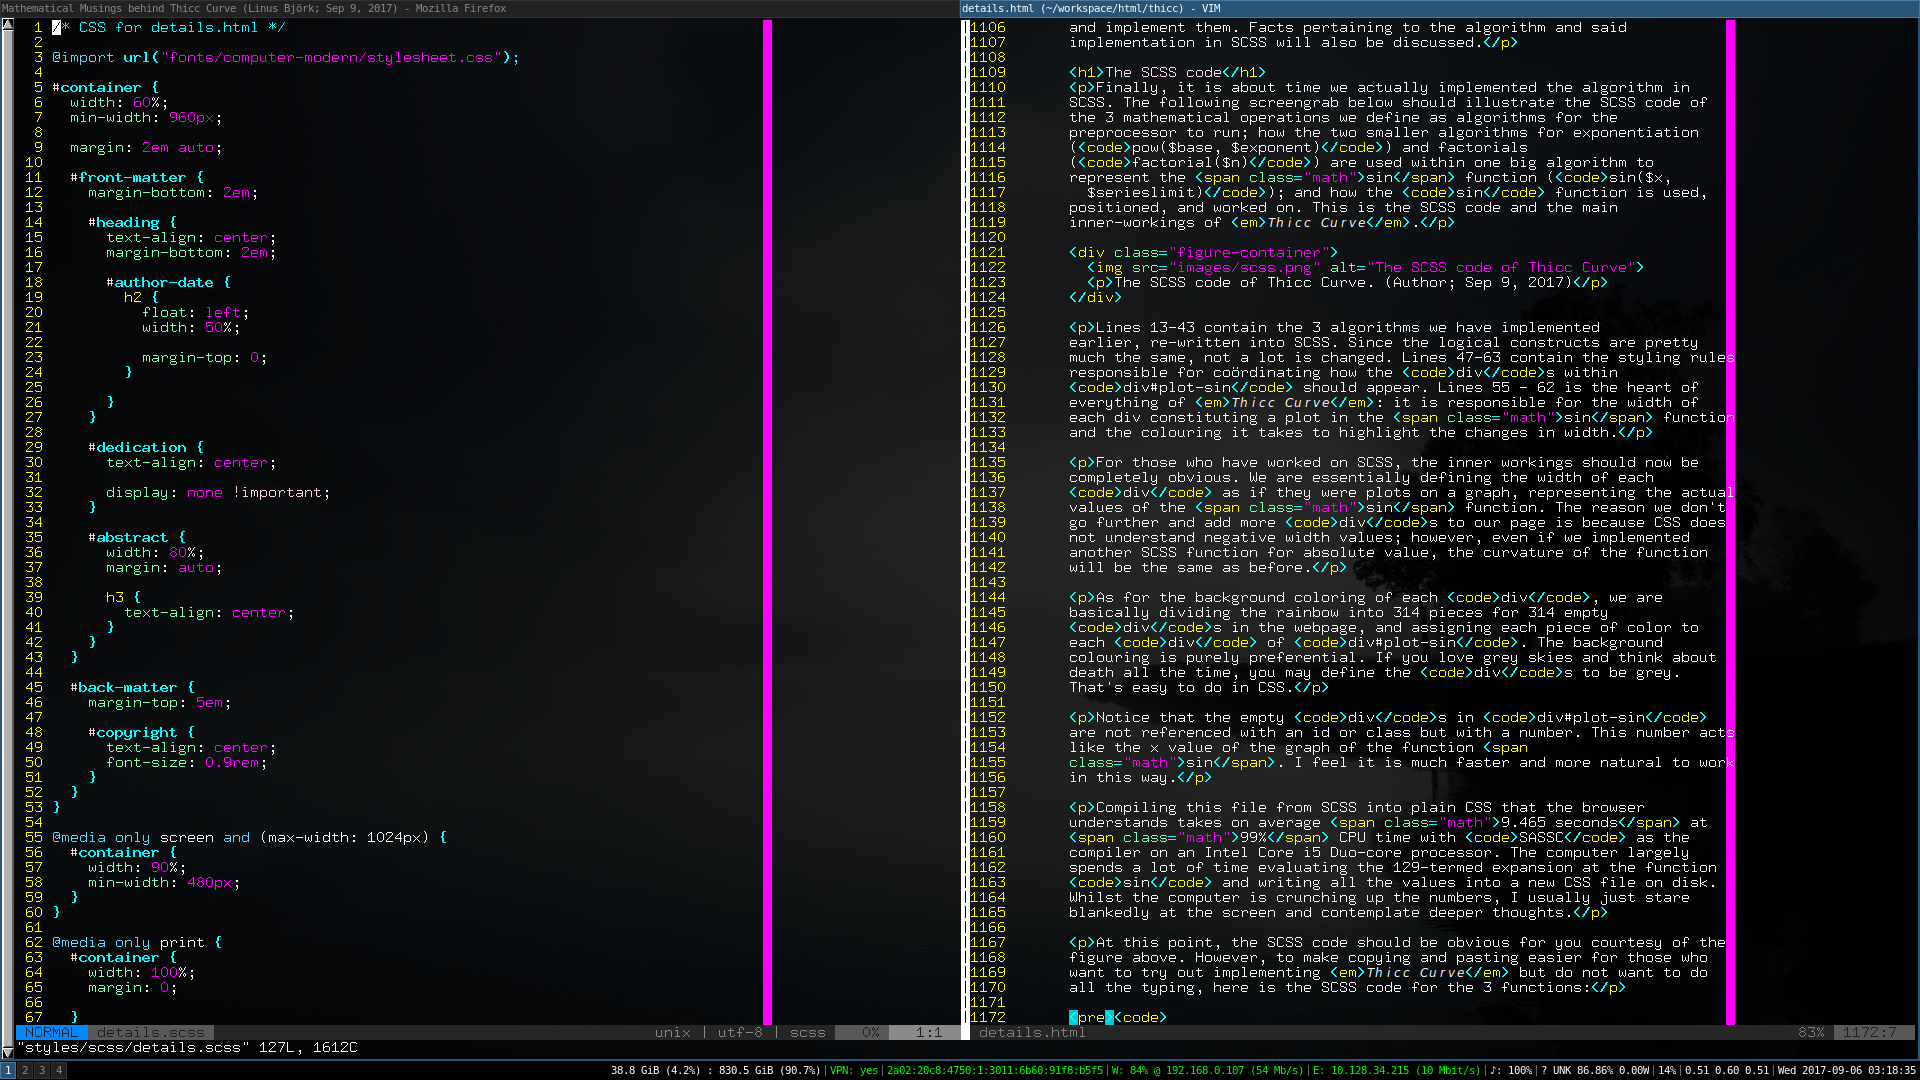 Mathematical Musings behind Thicc Curve (Linus Björk; Sep 9, 2017) - Mozilla Firefox
details.html (~/workspace/html/thicc) - VIM
1 /* CSS for details.html */
2
3 @import url("fonts/computer-modern/stylesheet.css");
4
5 #container {
6 width: 60%;
7 min-width: 960px;
8
9 margin: 2em auto;
10
11 #front-matter {
12 margin-bottom: 2em;
13
14 #heading {
15 text-align: center;
16 margin-bottom: 2em;
17
18 #author-date {
19 h2 {
20 float: left;
21 width: 50%;
22
23 margin-top: 0;
24 }
25
26 }
27 }
28
29 #dedication {
30 text-align: center;
31
32 display: none !important;
33 }
34
35 #abstract {
36 width: 80%;
37 margin: auto;
38
39 h3 {
40 text-align: center;
41 }
42 }
43 }
44
45 #back-matter {
46 margin-top: 5em;
47
48 #copyright {
49 text-align: center;
50 font-size: 0.9rem;
51 }
52 }
53 }
54
55 @media only screen and (max-width: 1024px) {
56 #container {
57 width: 90%;
58 min-width: 480px;
59 }
60 }
61
62 @media only print {
63 #container {
64 width: 100%;
65 margin: 0;
66
67 }
NORMAL details.scss unix | utf-8 | scss 0% 1:1
"styles/scss/details.scss" 127L, 1612C
1106 and implement them. Facts pertaining to the algorithm and said
1107 implementation in SCSS will also be discussed.</p>
1108
1109 <h1>The SCSS code</h1>
1110 <p>Finally, it is about time we actually implemented the algorithm in
1111 SCSS. The following screengrab below should illustrate the SCSS code of
1112 the 3 mathematical operations we define as algorithms for the
1113 preprocessor to run; how the two smaller algorithms for exponentiation
1114 (<code>pow($base, $exponent)</code>) and factorials
1115 (<code>factorial($n)</code>) are used within one big algorithm to
1116 represent the <span class="math">sin</span> function (<code>sin($x,
1117 $serieslimit)</code>); and how the <code>sin</code> function is used,
1118 positioned, and worked on. This is the SCSS code and the main
1119 inner-workings of <em>Thicc Curve</em>.</p>
1120
1121 <div class="figure-container">
1122 <img src="images/scss.png" alt="The SCSS code of Thicc Curve">
1123 <p>The SCSS code of Thicc Curve. (Author; Sep 9, 2017)</p>
1124 </div>
1125
1126 <p>Lines 13-43 contain the 3 algorithms we have implemented
1127 earlier, re-written into SCSS. Since the logical constructs are pretty
1128 much the same, not a lot is changed. Lines 47-63 contain the styling rules
1129 responsible for coördinating how the <code>div</code>s within
1130 <code>div#plot-sin</code> should appear. Lines 55 - 62 is the heart of
1131 everything of <em>Thicc Curve</em>: it is responsible for the width of
1132 each div constituting a plot in the <span class="math">sin</span> function
1133 and the colouring it takes to highlight the changes in width.</p>
1134
1135 <p>For those who have worked on SCSS, the inner workings should now be
1136 completely obvious. We are essentially defining the width of each
1137 <code>div</code> as if they were plots on a graph, representing the actual
1138 values of the <span class="math">sin</span> function. The reason we don't
1139 go further and add more <code>div</code>s to our page is because CSS does
1140 not understand negative width values; however, even if we implemented
1141 another SCSS function for absolute value, the curvature of the function
1142 will be the same as before.</p>
1143
1144 <p>As for the background coloring of each <code>div</code>, we are
1145 basically dividing the rainbow into 314 pieces for 314 empty
1146 <code>div</code>s in the webpage, and assigning each piece of color to
1147 each <code>div</code> of <code>div#plot-sin</code>. The background
1148 colouring is purely preferential. If you love grey skies and think about
1149 death all the time, you may define the <code>div</code>s to be grey.
1150 That's easy to do in CSS.</p>
1151
1152 <p>Notice that the empty <code>div</code>s in <code>div#plot-sin</code>
1153 are not referenced with an id or class but with a number. This number acts
1154 like the x value of the graph of the function <span
1155 class="math">sin</span>. I feel it is much faster and more natural to work
1156 in this way.</p>
1157
1158 <p>Compiling this file from SCSS into plain CSS that the browser
1159 understands takes on average <span class="math">9.465 seconds</span> at
1160 <span class="math">99%</span> CPU time with <code>SASSC</code> as the
1161 compiler on an Intel Core i5 Duo-core processor. The computer largely
1162 spends a lot of time evaluating the 129-termed expansion at the function
1163 <code>sin</code> and writing all the values into a new CSS file on disk.
1164 Whilst the computer is crunching up the numbers, I usually just stare
1165 blankedly at the screen and contemplate deeper thoughts.</p>
1166
1167 <p>At this point, the SCSS code should be obvious for you courtesy of the
1168 figure above. However, to make copying and pasting easier for those who
1169 want to try out implementing <em>Thicc Curve</em> but do not want to do
1170 all the typing, here is the SCSS code for the 3 functions:</p>
1171
1172 <pre><code>
details.html 83% 1172:7
1 2 3 4
38.8 GiB (4.2%) : 830.5 GiB (90.7%)|VPN: yes|2a02:20c8:4750:1:3011:6b60:91f8:b5f5|W: 84% @ 192.168.0.107 (54 Mb/s)|E: 10.128.34.215 (10 Mbit/s)|♪: 100%|? UNK 86.86% 0.00W|14%|0.51 0.60 0.51|Wed 2017-09-06 03:18:35